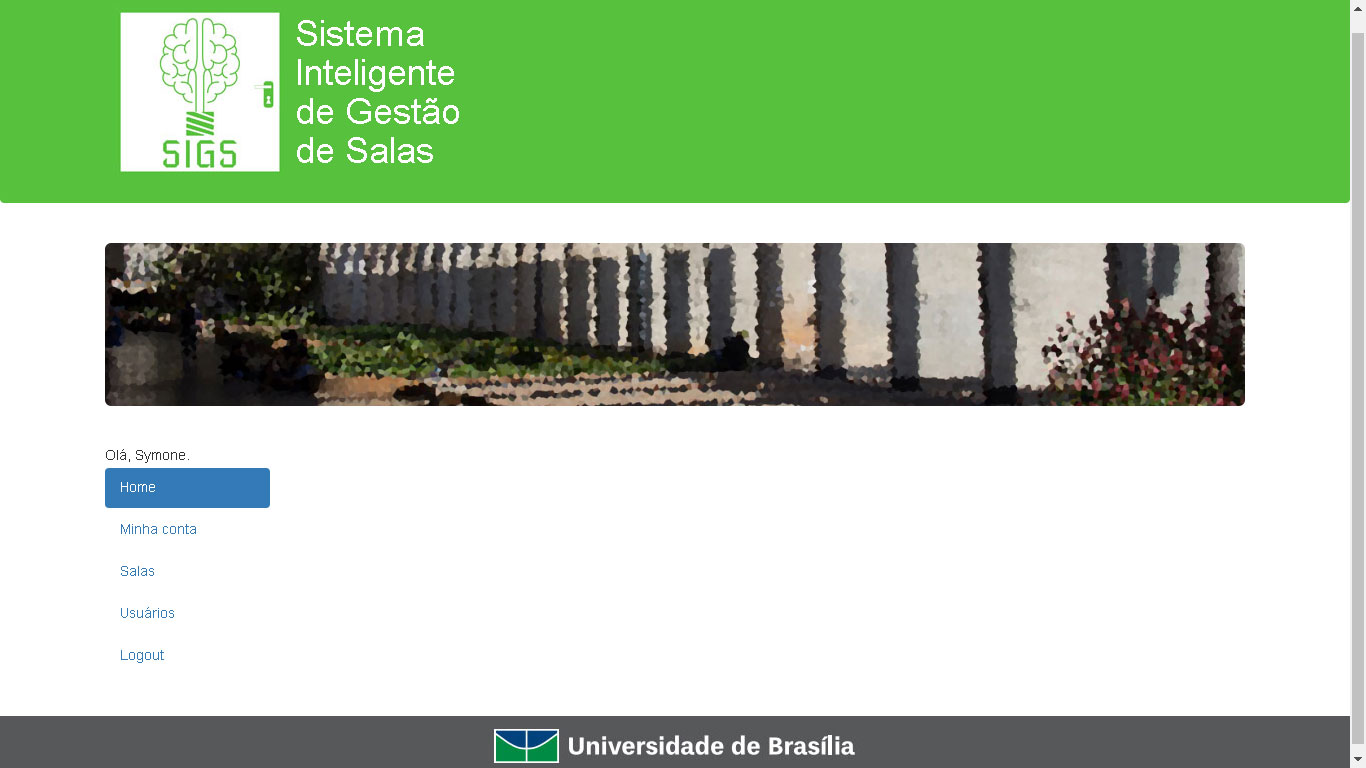 SIGS
Sistema
Inteligente
de Gestão
de Salas
Olá, Symone.
Home
Minha conta
Salas
Usuários
Logout
Universidade de Brasília